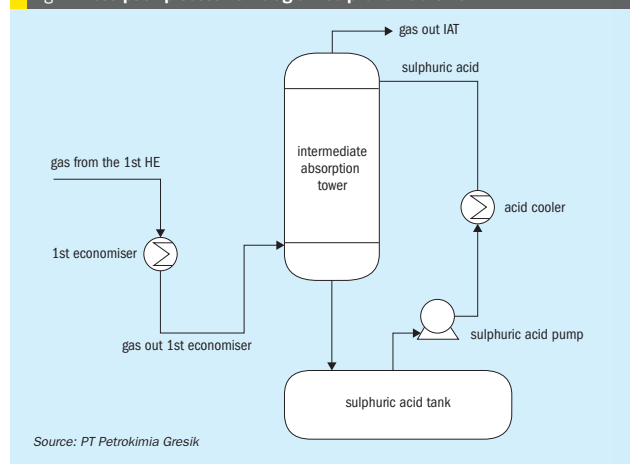 gas out IAT
sulphuric acid
intermediate
absorption
tower
gas from the 1st HE
acid cooler
1st economiser
gas out 1st economiser
sulphuric acid pump
sulphuric acid tank
Source: PT Petrokimia Gresik